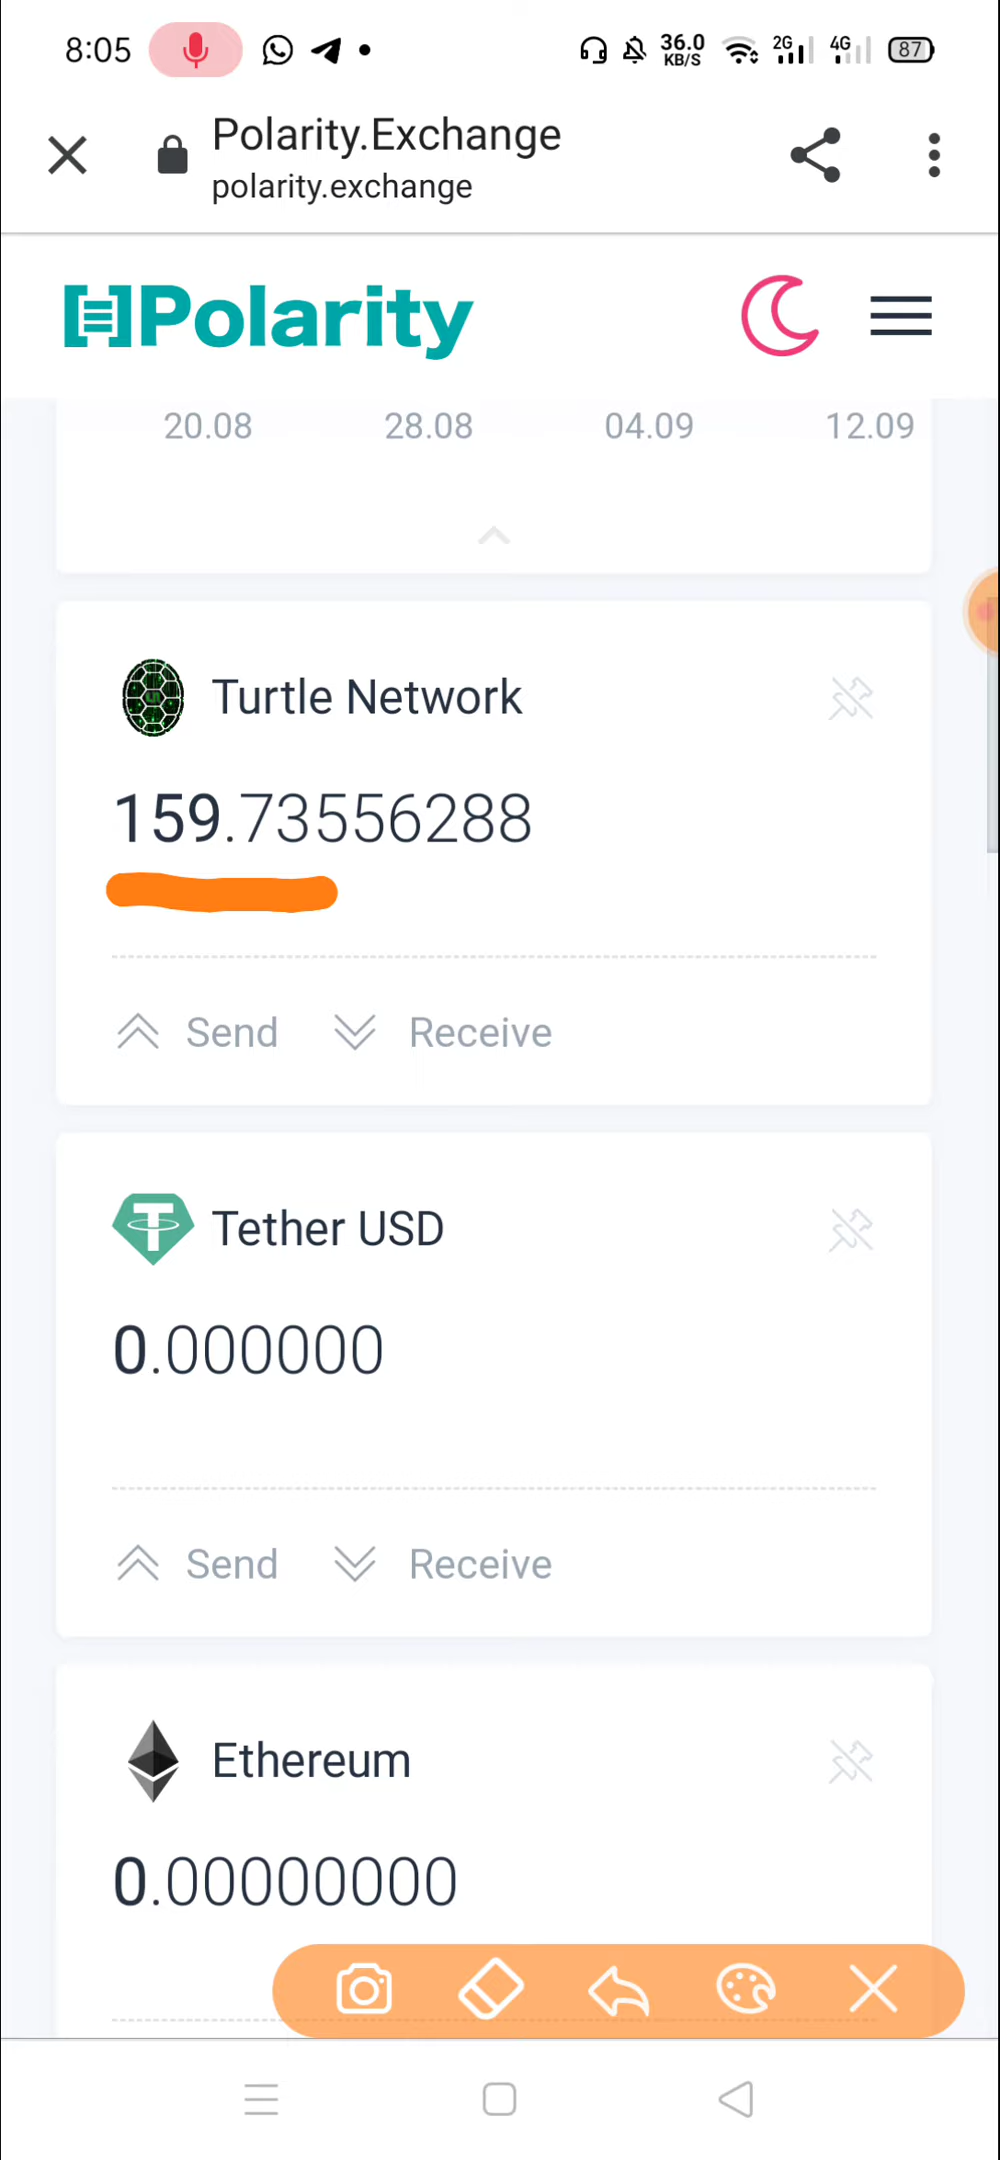 8:05 36.0 KB/S 2G 4G 87
Polarity.Exchange
polarity.exchange
Polarity
20.08 28.08 04.09 12.09
Turtle Network
159.73556288
Send Receive
Tether USD
0.000000
Send Receive
Ethereum
0.00000000